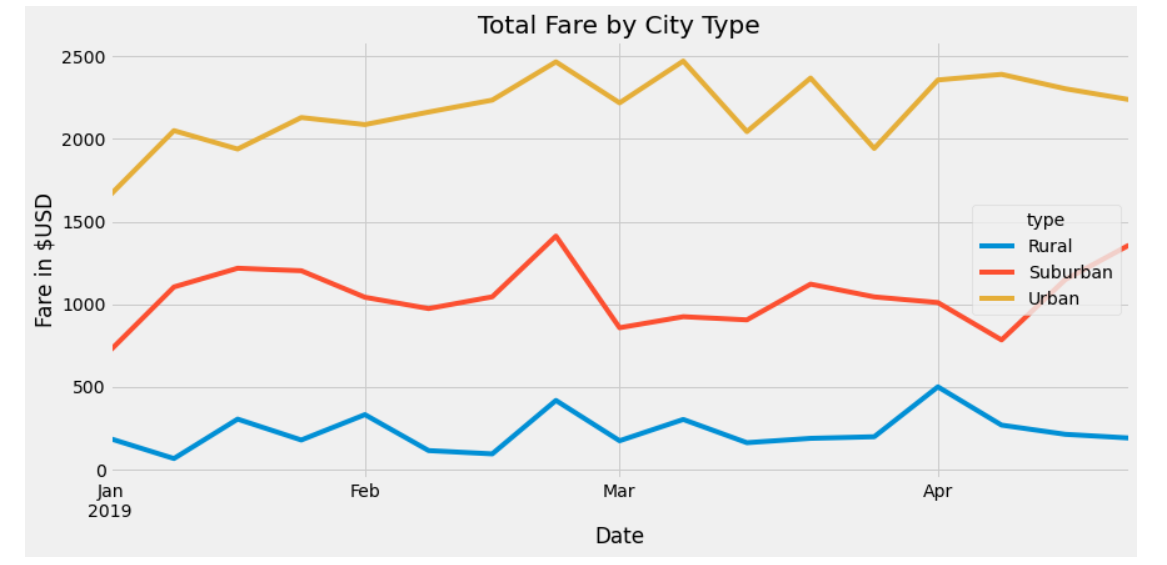 Total Fare by City Type
Fare in $USD
2500
2000
1500
1000
500
0
type
Rural
Suburban
Urban
Jan
2019
Feb
Mar
Apr
Date